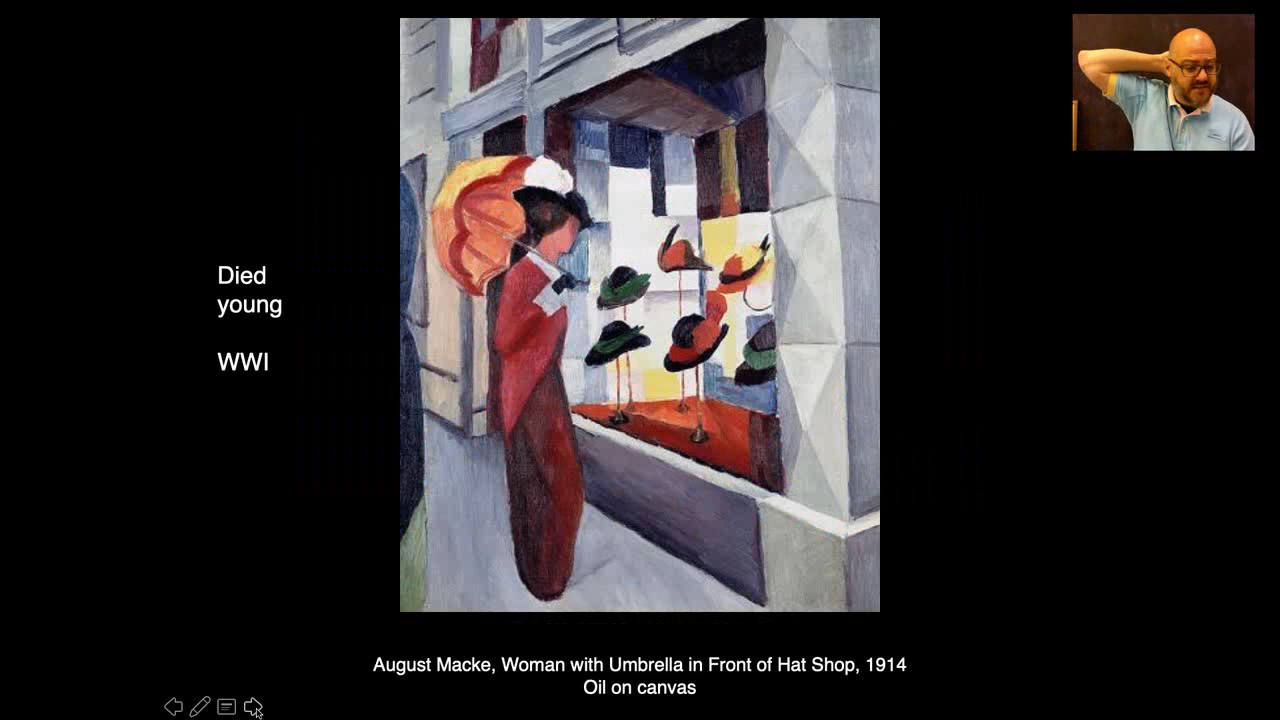 Died
young
WWI
August Macke, Woman with Umbrella in Front of Hat Shop, 1914
Oil on canvas